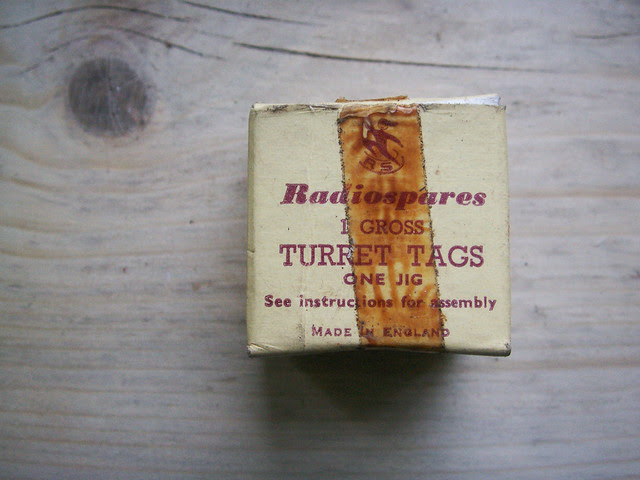 RS
Radiospares
1 GROSS
TURRET TAGS
ONE JIG
See instructions for assembly
MADE IN ENGLAND